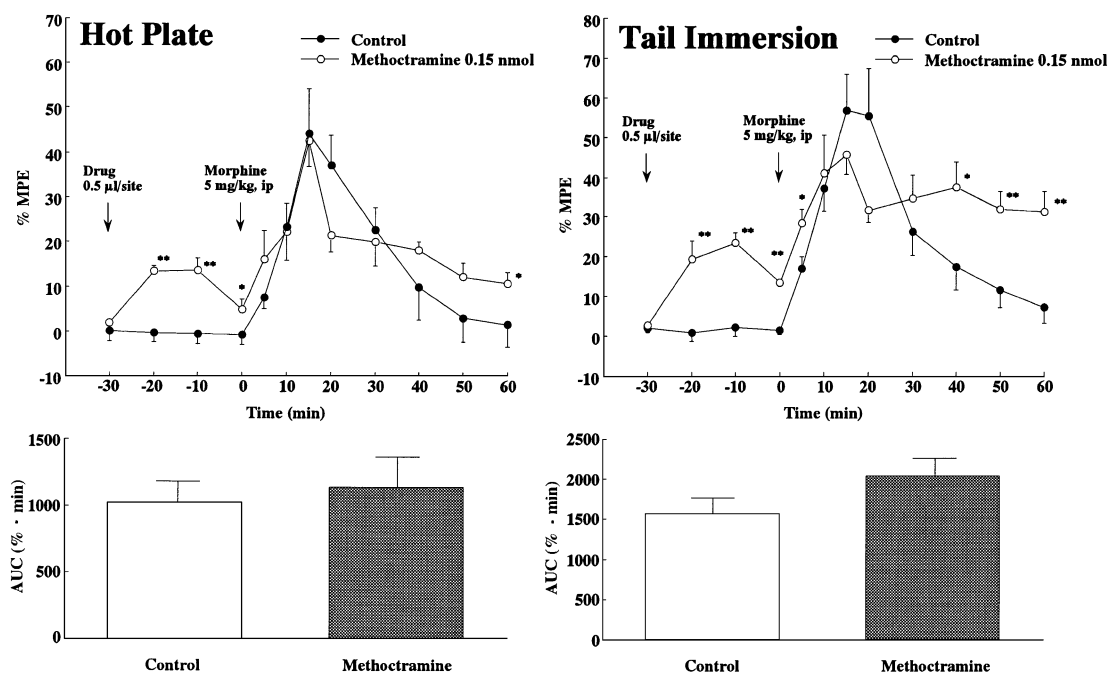 Hot Plate
Control
Methoctramine 0.15 nmol
Drug
0.5 µl/site
Morphine
5 mg/kg, ip
% MPE
70
60
50
40
30
20
10
0
-10
** ** * *
-30 -20 -10 0 10 20 30 40 50 60
Time (min)
Tail Immersion
Control
Methoctramine 0.15 nmol
Drug
0.5 µl/site
Morphine
5 mg/kg, ip
% MPE
80
70
60
50
40
30
20
10
0
-10
** ** ** * * ** **
-30 -20 -10 0 10 20 30 40 50 60
Time (min)
AUC (% · min)
1500
1000
500
0
Control Methoctramine
AUC (% · min)
2500
2000
1500
1000
500
0
Control Methoctramine